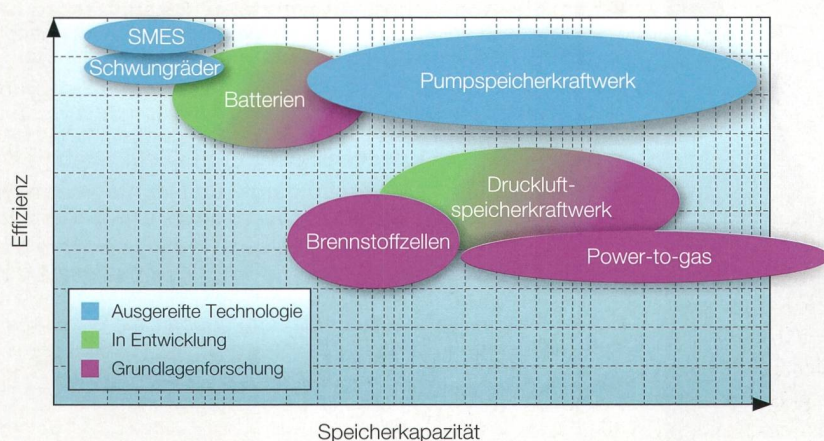 SMES
Schwungräder
Batterien
Pumpspeicherkraftwerk
Druckluft-
speicherkraftwerk
Brennstoffzellen
Power-to-gas
Effizienz
Ausgereifte Technologie
In Entwicklung
Grundlagenforschung
Speicherkapazität